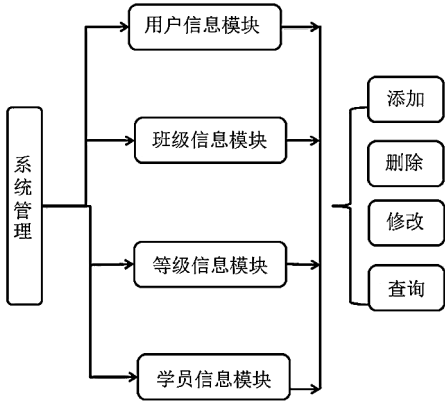 系统管理
用户信息模块
班级信息模块
等级信息模块
学员信息模块
添加
删除
修改
查询